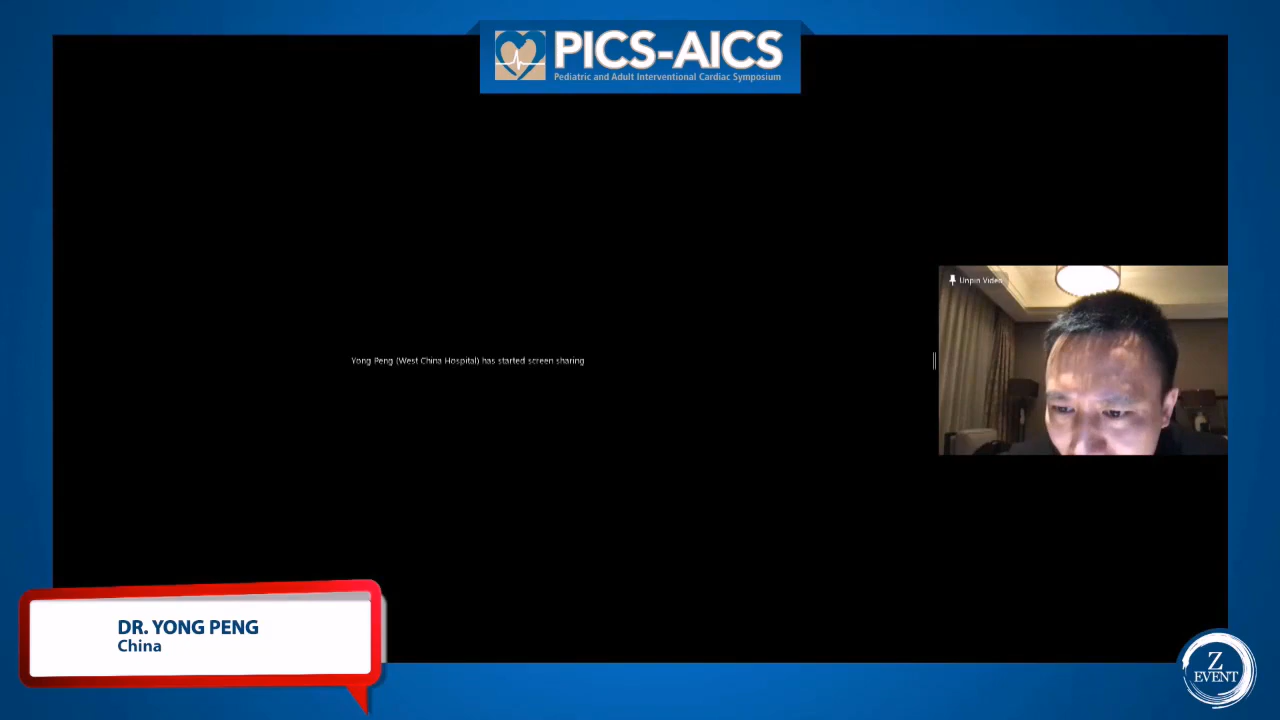 PICS-AICS
Pediatric and Adult Interventional Cardiac Symposium
Unpin Video
Yong Peng (West China Hospital) has started screen sharing
DR. YONG PENG
China
Z
EVENT